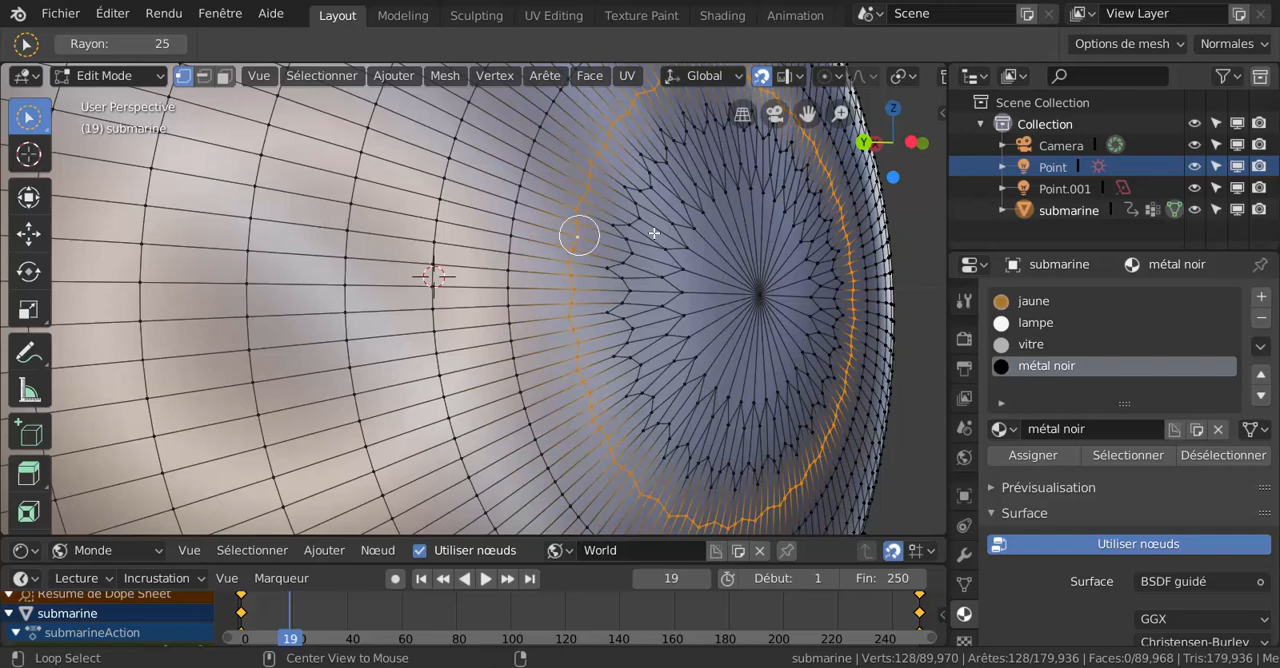 Fichier Éditer Rendu Fenêtre Aide Layout Modeling Sculpting UV Editing Texture Paint Shading Animation Scene View Layer
Rayon: 25 Options de mesh Normales
Edit Mode Vue Sélectionner Ajouter Mesh Vertex Arête Face UV Global
User Perspective
(19) submarine
Z
Y
Scene Collection
Collection
Camera
Point
Point.001
submarine
submarine métal noir
jaune
lampe
vitre
métal noir
métal noir
Assigner Sélectionner Désélectionner
Prévisualisation
Surface
Utiliser nœuds
Surface BSDF guidé
GGX
Christensen-Burley
Monde Vue Sélectionner Ajouter Nœud Utiliser nœuds World
Lecture Incrustation Vue Marqueur 19 Début: 1 Fin: 250
Résumé de Dope Sheet
submarine
submarineAction
0 19 40 60 80 100 120 140 160 180 200 220 240
Loop Select Center View to Mouse submarine | Verts:128/89,970 | Arêtes:128/179,936 | Faces:0/89,968 | Tris:179,936 | Me